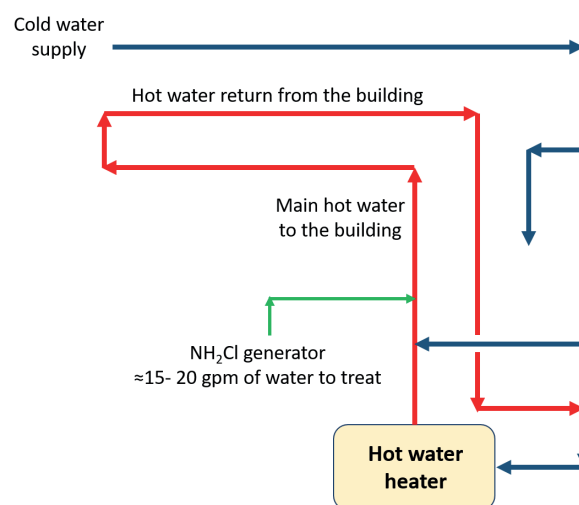 Cold water
supply
Hot water return from the building
Main hot water
to the building
NH₂Cl generator
≈15- 20 gpm of water to treat
Hot water
heater